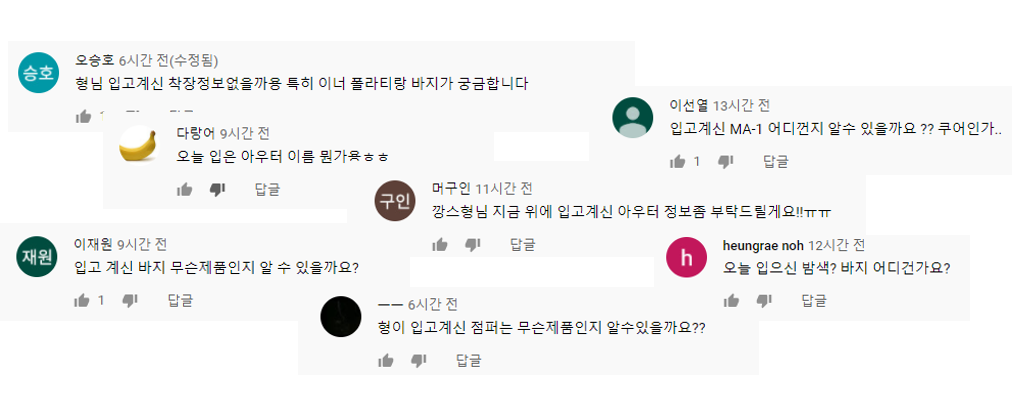 승호
오승호 6시간 전(수정됨)
형님 입고계신 착장정보없을까용 특히 이너 폴라티랑 바지가 궁금합니다
이선열 13시간 전
입고계신 MA-1 어디껀지 알수 있을까요 ?? 쿠어인가..
1 답글
다랑어 9시간 전
오늘 입은 아우터 이름 뭔가욧ㅎㅎ
답글
구인
머구인 11시간 전
깡스형님 지금 위에 입고계신 아우터 정보좀 부탁드릴게요!!ㅠㅠ
답글
재원
이재원 9시간 전
입고 계신 바지 무슨제품인지 알 수 있을까요?
1 답글
h
heungrae noh 12시간 전
오늘 입으신 밤색? 바지 어디건가요?
답글
ㅡㅡ 6시간 전
형이 입고계신 점퍼는 무슨제품인지 알수있을까요??
답글